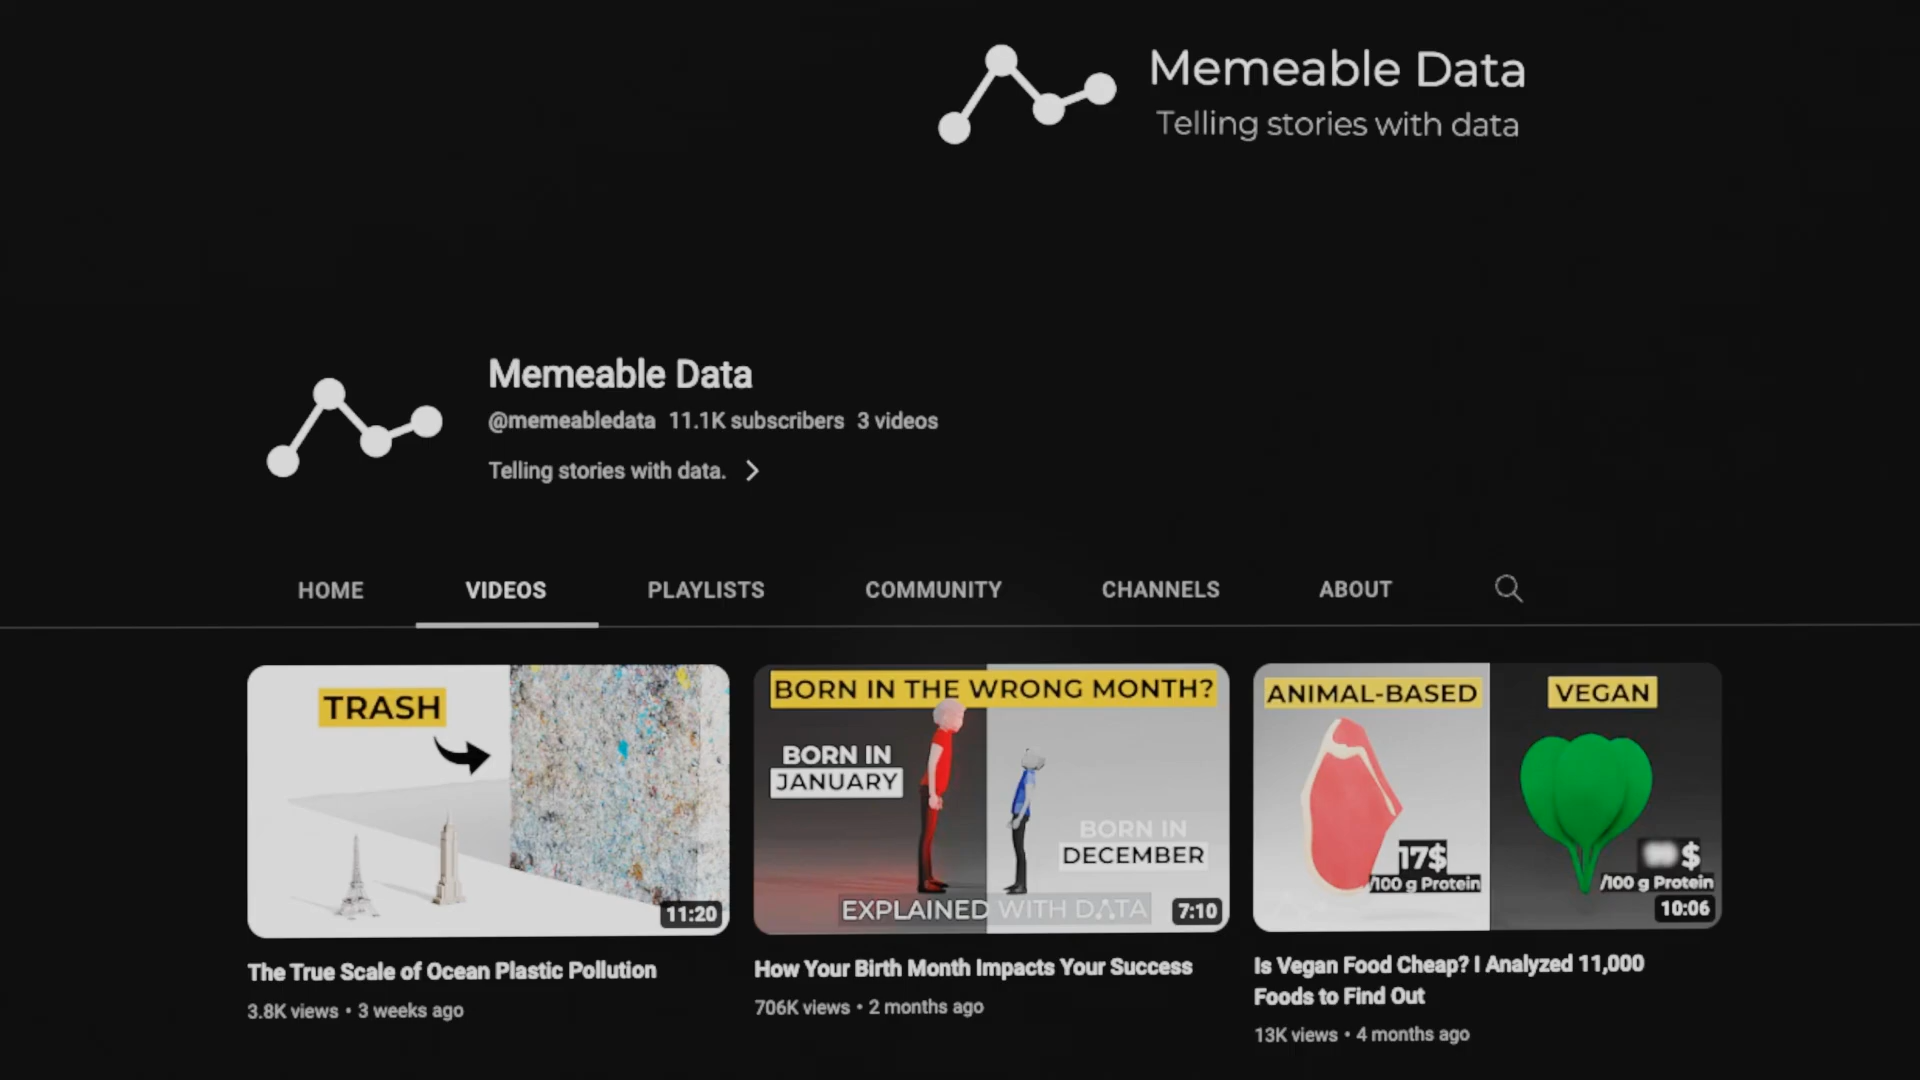 Memeable Data
Telling stories with data
Memeable Data
@memeabledata 11.1K subscribers 3 videos
Telling stories with data.
HOME VIDEOS PLAYLISTS COMMUNITY CHANNELS ABOUT
TRASH
11:20
BORN IN THE WRONG MONTH?
BORN IN
JANUARY
BORN IN
DECEMBER
EXPLAINED WITH DATA
7:10
ANIMAL-BASED
17$
/100 g Protein
VEGAN
$
/100 g Protein
10:06
The True Scale of Ocean Plastic Pollution
3.8K views • 3 weeks ago
How Your Birth Month Impacts Your Success
706K views • 2 months ago
Is Vegan Food Cheap? I Analyzed 11,000
Foods to Find Out
13K views • 4 months ago